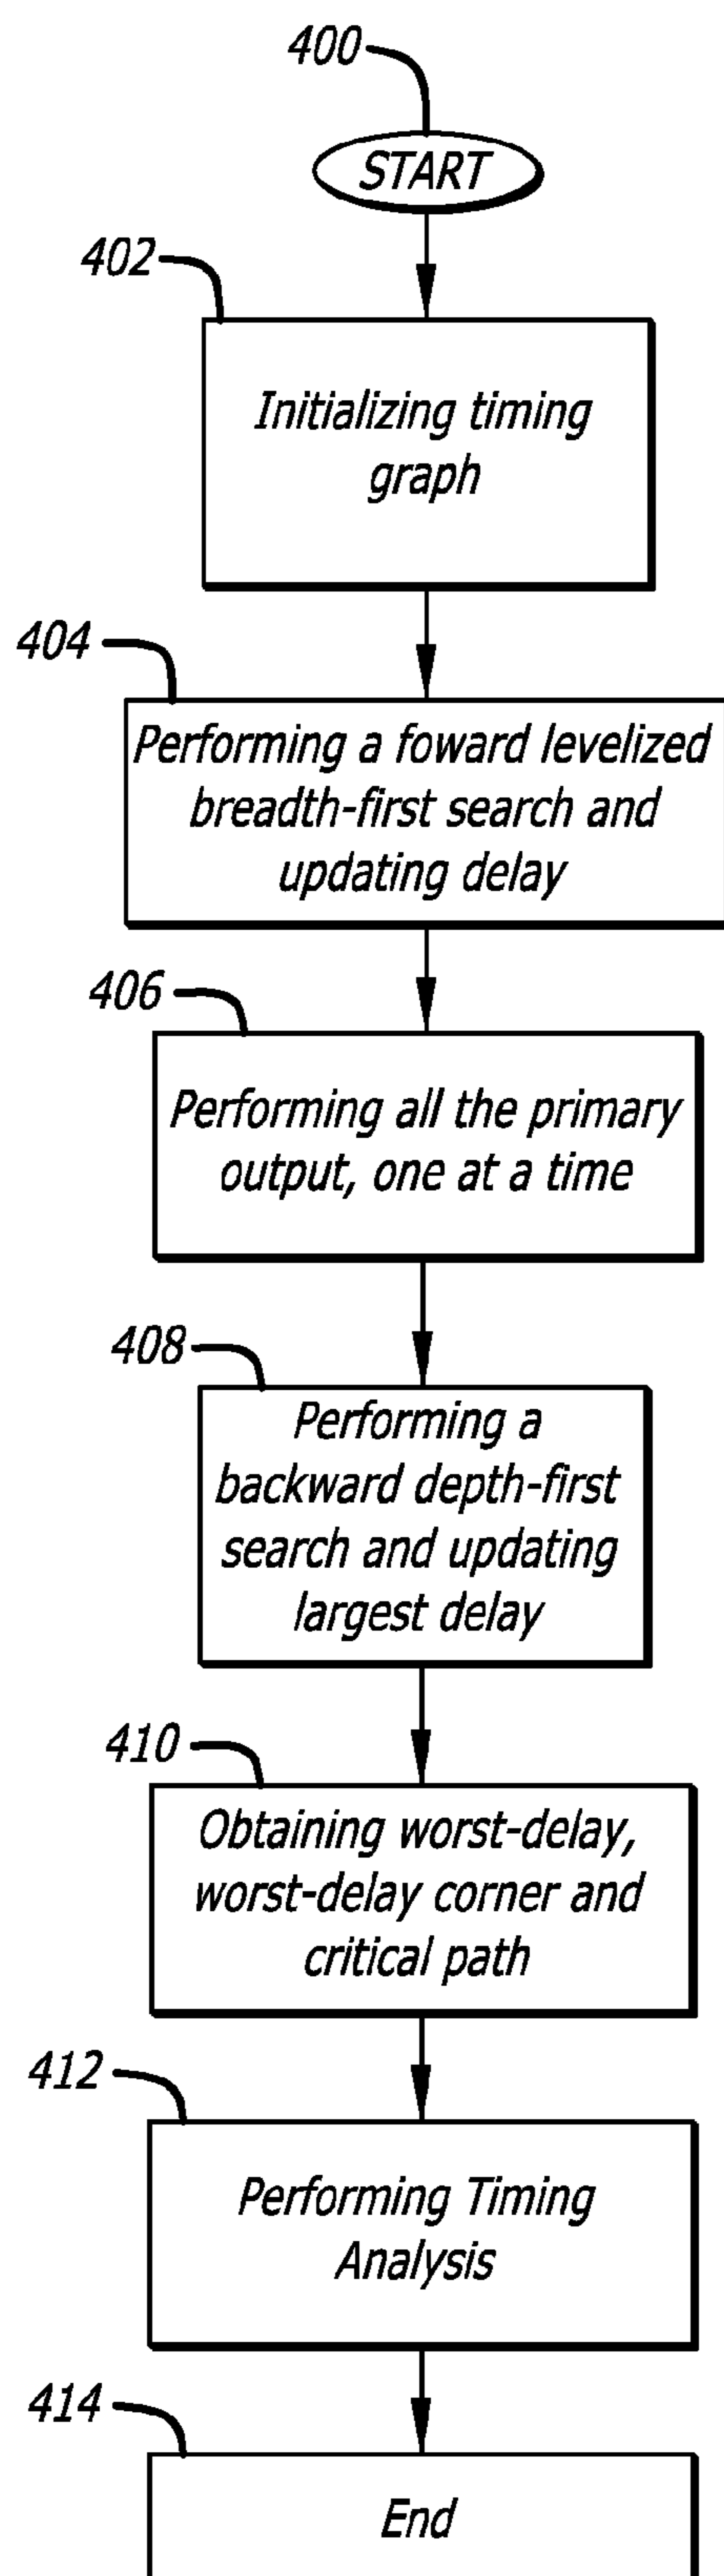 400
START
402
Initializing timing
graph
404
Performing a foward levelized
breadth-first search and
updating delay
406
Performing all the primary
output, one at a time
408
Performing a
backward depth-first
search and updating
largest delay
410
Obtaining worst-delay,
worst-delay corner and
critical path
412
Performing Timing
Analysis
414
End